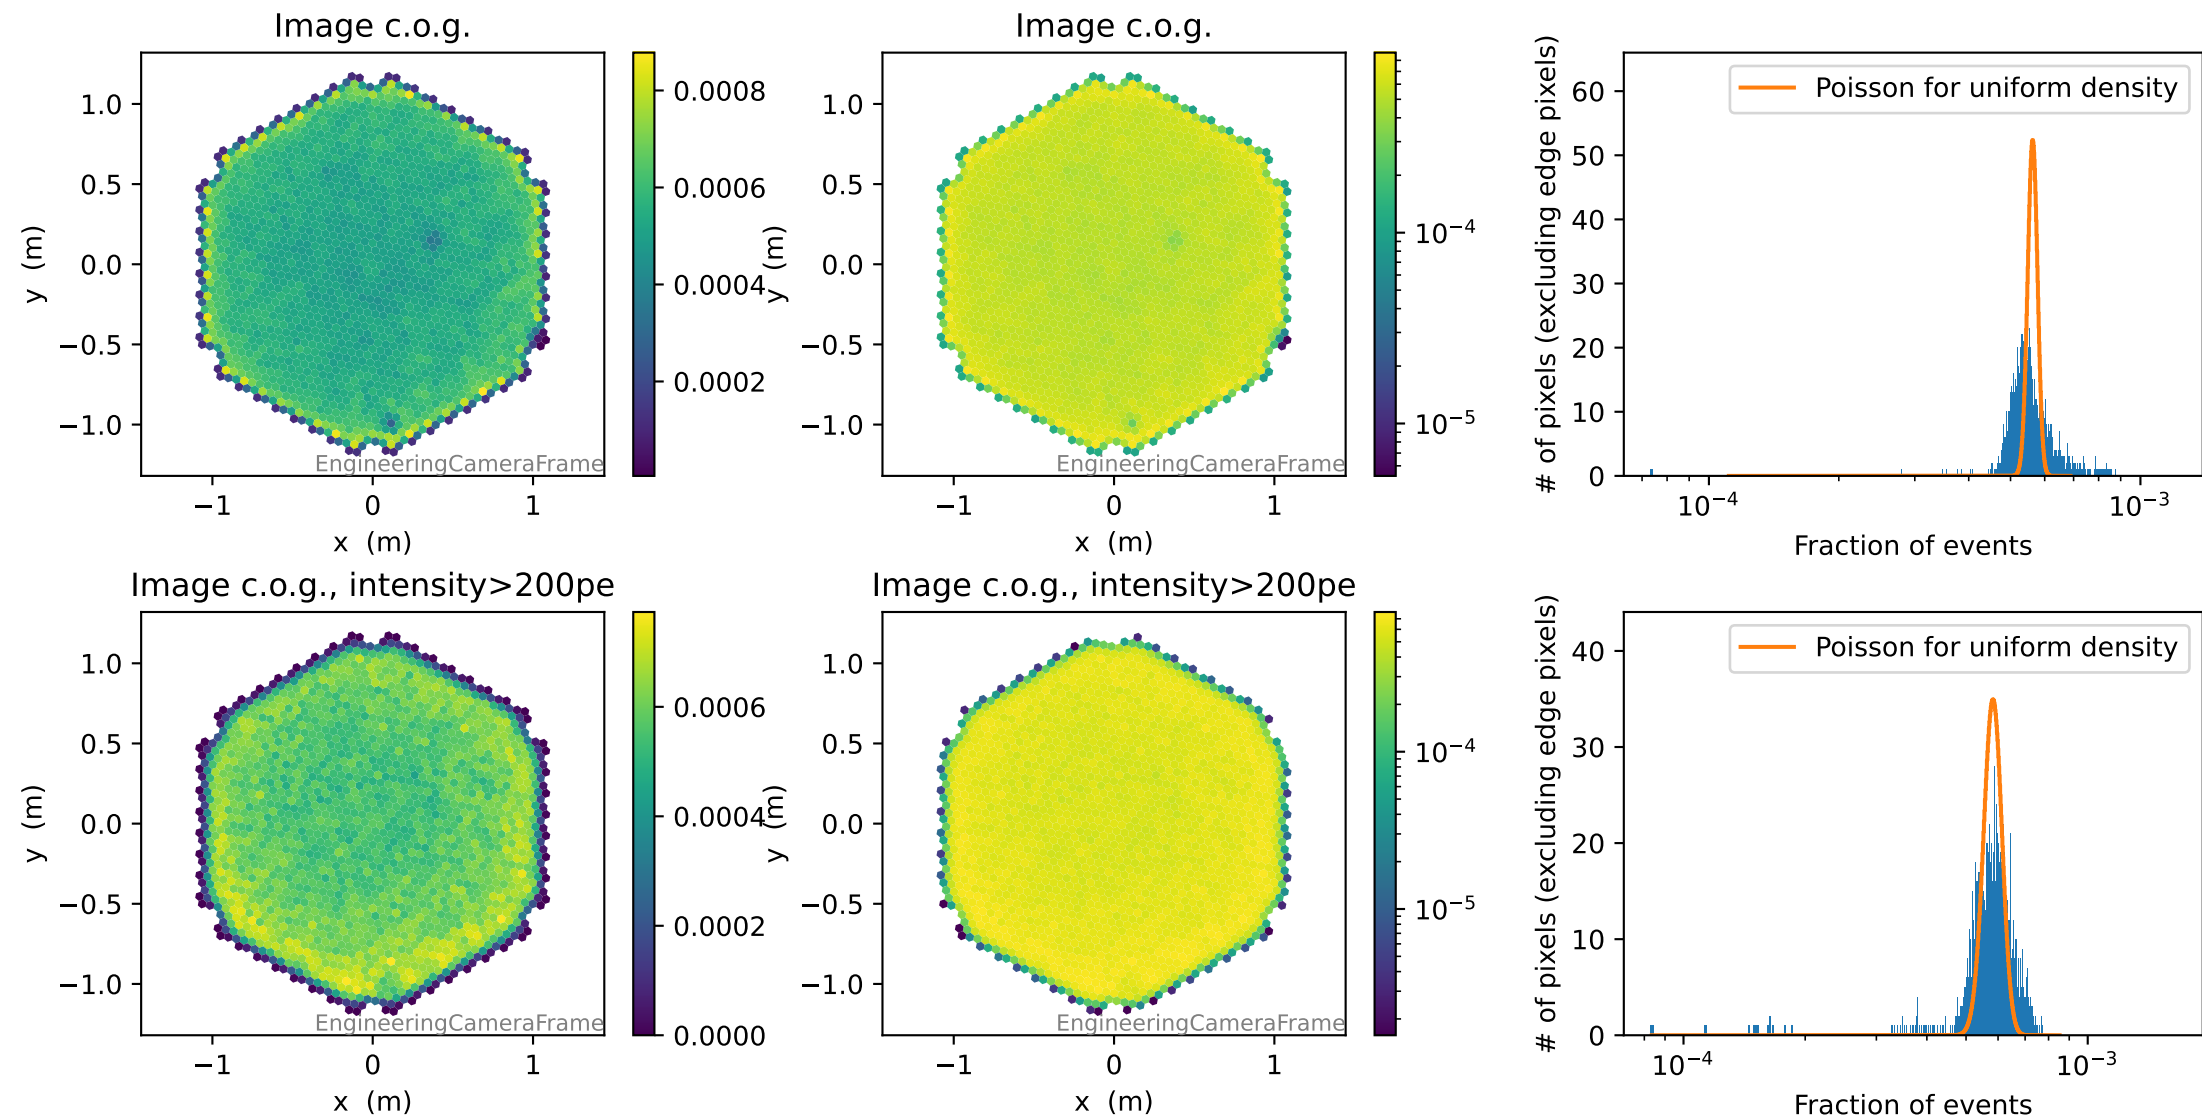 Image c.o.g.
1.0
0.5
0.0
−0.5
−1.0
y (m)
−1 0 1
x (m)
EngineeringCameraFrame
0.0008
0.0006
0.0004
0.0002
Image c.o.g.
1.0
0.5
0.0
−0.5
−1.0
y (m)
−1 0 1
x (m)
EngineeringCameraFrame
10⁻⁴
10⁻⁵
Poisson for uniform density
60
50
40
30
20
10
0
# of pixels (excluding edge pixels)
10⁻⁴ 10⁻³
Fraction of events
Image c.o.g., intensity>200pe
1.0
0.5
0.0
−0.5
−1.0
y (m)
−1 0 1
x (m)
EngineeringCameraFrame
0.0006
0.0004
0.0002
0.0000
Image c.o.g., intensity>200pe
1.0
0.5
0.0
−0.5
−1.0
y (m)
−1 0 1
x (m)
EngineeringCameraFrame
10⁻⁴
10⁻⁵
Poisson for uniform density
40
30
20
10
0
# of pixels (excluding edge pixels)
10⁻⁴ 10⁻³
Fraction of events